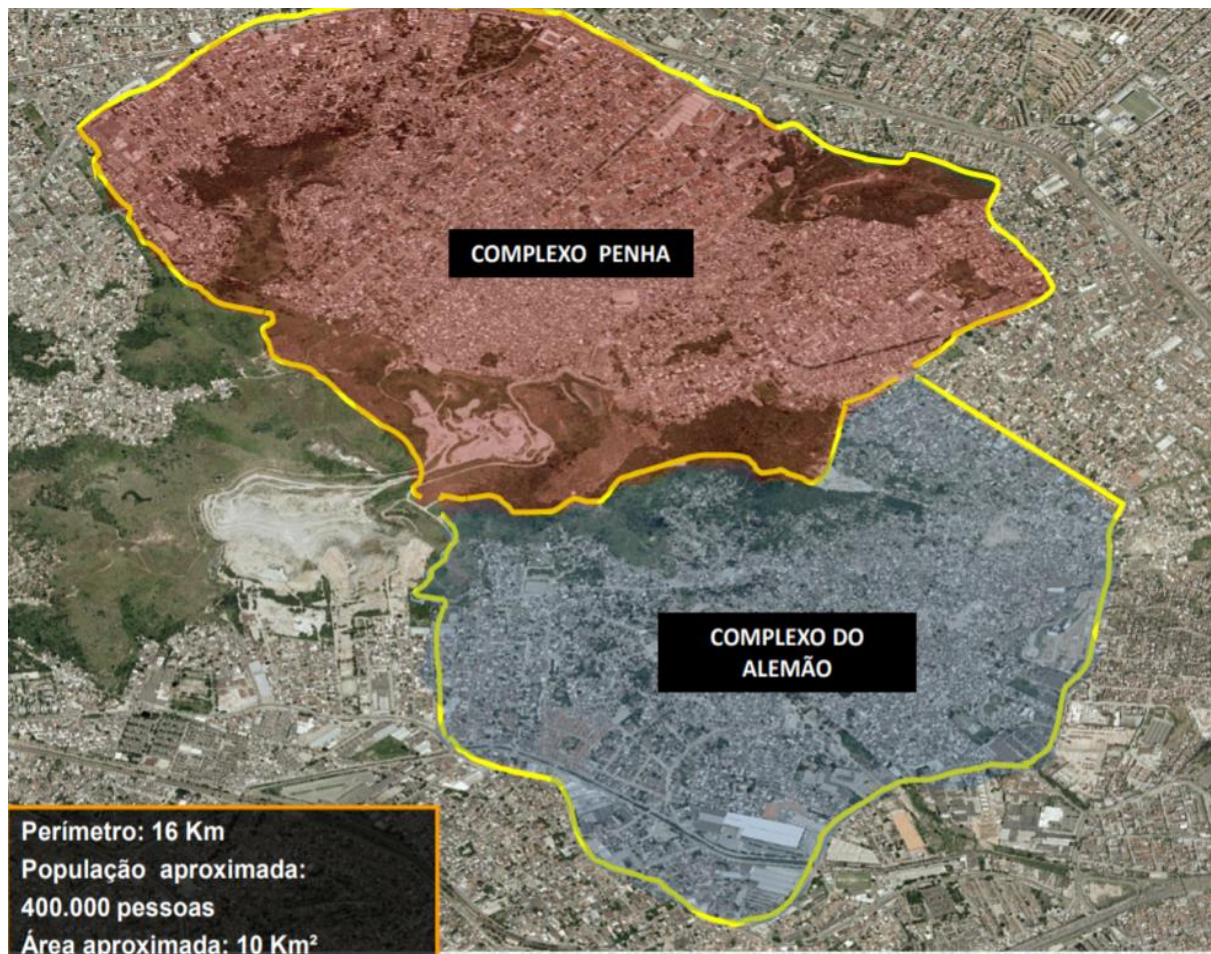 COMPLEXO PENHA
COMPLEXO DO
ALEMÃO
Perímetro: 16 Km
População aproximada:
400.000 pessoas
Área aproximada: 10 Km²